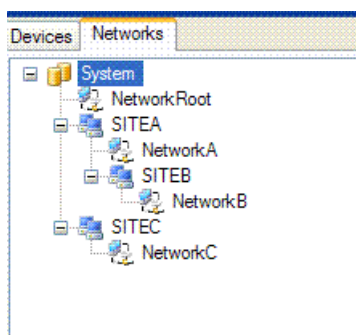 Devices Networks
System
NetworkRoot
SITEA
NetworkA
SITEB
NetworkB
SITEC
NetworkC